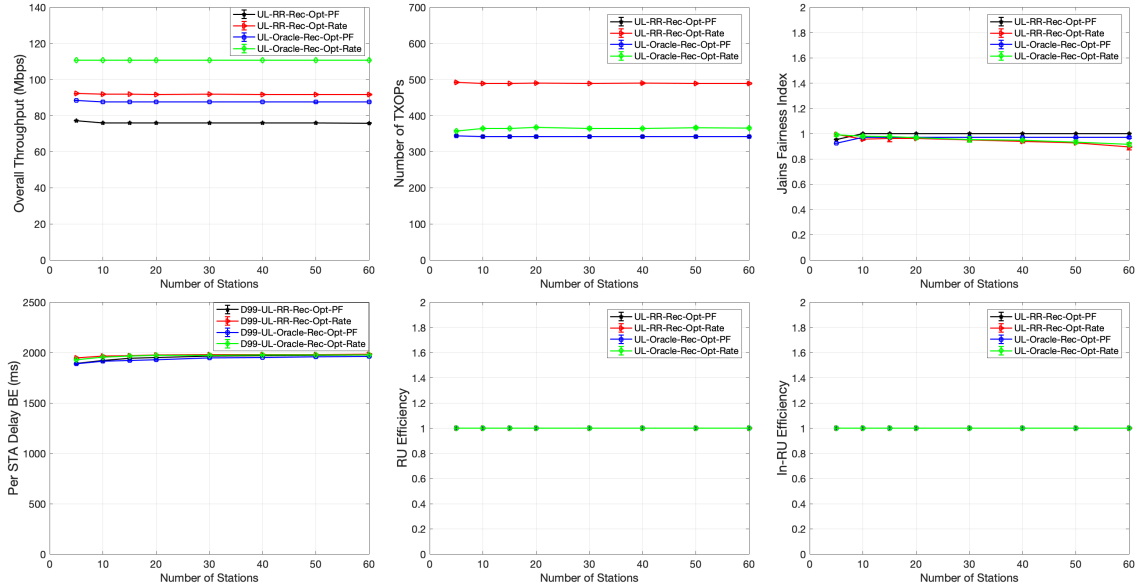 140
120
100
80
60
40
20
0
Overall Throughput (Mbps)
0 10 20 30 40 50 60
Number of Stations
UL-RR-Rec-Opt-PF
UL-RR-Rec-Opt-Rate
UL-Oracle-Rec-Opt-PF
UL-Oracle-Rec-Opt-Rate
700
600
500
400
300
200
100
0
Number of TXOPs
0 10 20 30 40 50 60
Number of Stations
UL-RR-Rec-Opt-PF
UL-RR-Rec-Opt-Rate
UL-Oracle-Rec-Opt-PF
UL-Oracle-Rec-Opt-Rate
2
1.8
1.6
1.4
1.2
1
0.8
0.6
0.4
0.2
0
Jains Fairness Index
0 10 20 30 40 50 60
Number of Stations
UL-RR-Rec-Opt-PF
UL-RR-Rec-Opt-Rate
UL-Oracle-Rec-Opt-PF
UL-Oracle-Rec-Opt-Rate
2500
2000
1500
1000
500
0
Per STA Delay BE (ms)
0 10 20 30 40 50 60
Number of Stations
D99-UL-RR-Rec-Opt-PF
D99-UL-RR-Rec-Opt-Rate
D99-UL-Oracle-Rec-Opt-PF
D99-UL-Oracle-Rec-Opt-Rate
2
1.8
1.6
1.4
1.2
1
0.8
0.6
0.4
0.2
0
RU Efficiency
0 10 20 30 40 50 60
Number of Stations
UL-RR-Rec-Opt-PF
UL-RR-Rec-Opt-Rate
UL-Oracle-Rec-Opt-PF
UL-Oracle-Rec-Opt-Rate
2
1.8
1.6
1.4
1.2
1
0.8
0.6
0.4
0.2
0
In-RU Efficiency
0 10 20 30 40 50 60
Number of Stations
UL-RR-Rec-Opt-PF
UL-RR-Rec-Opt-Rate
UL-Oracle-Rec-Opt-PF
UL-Oracle-Rec-Opt-Rate